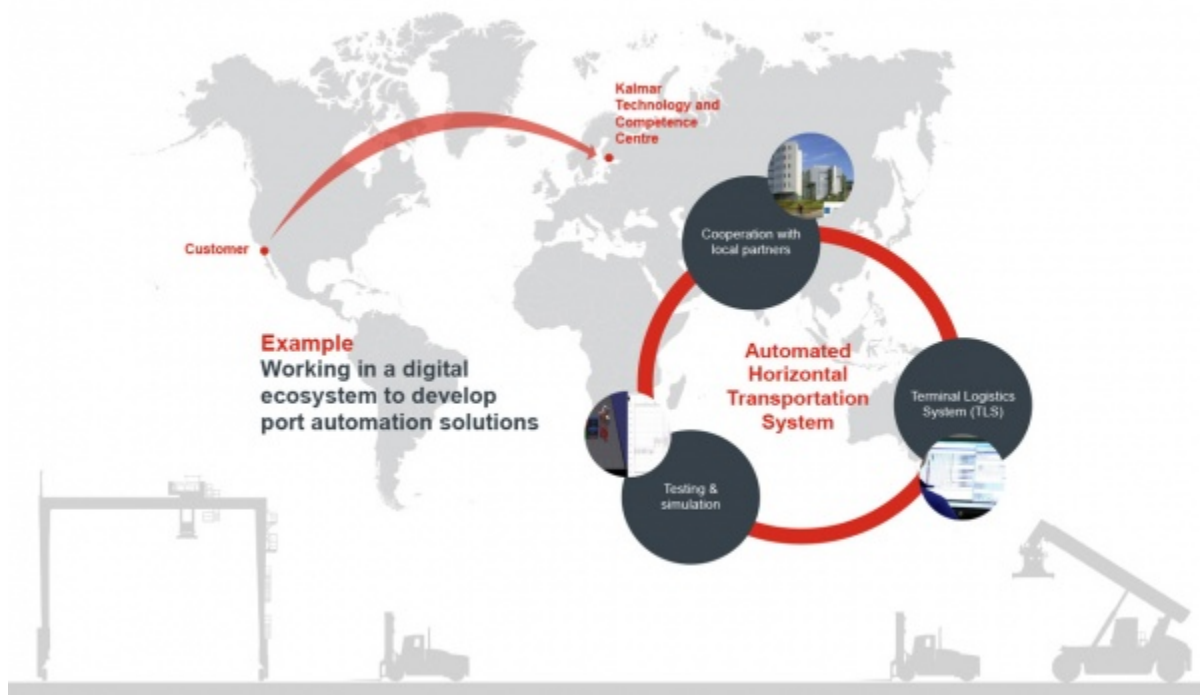 Kalmar
Technology and
Competence
Centre
Customer
Cooperation with
local partners
Example
Working in a digital
ecosystem to develop
port automation solutions
Automated
Horizontal
Transportation
System
Terminal Logistics
System (TLS)
Testing &
simulation